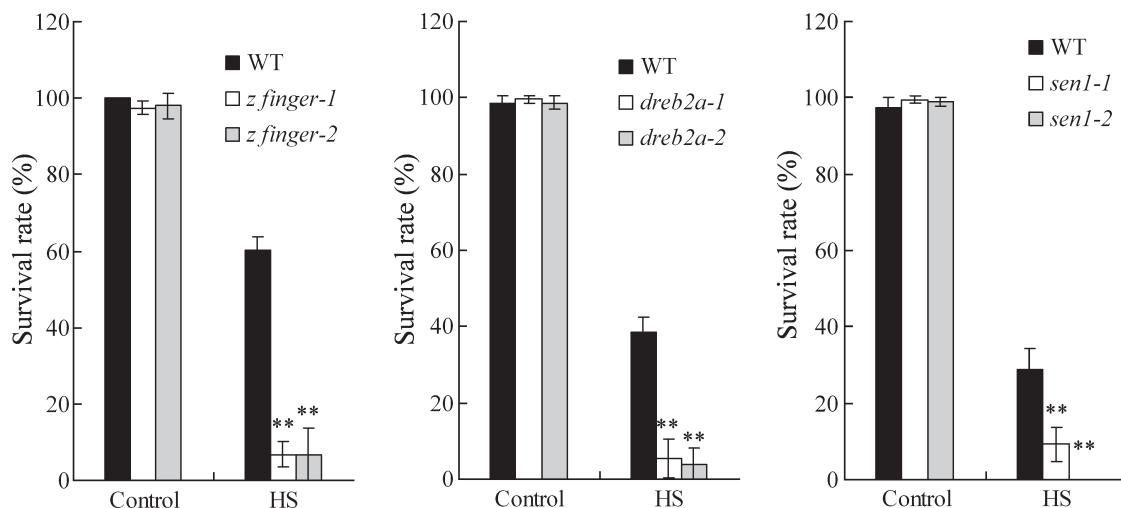 Survival rate (%)
120
100
80
60
40
20
0
WT
z finger-1
z finger-2
**
**
Control
HS
Survival rate (%)
120
100
80
60
40
20
0
WT
dreb2a-1
dreb2a-2
**
**
Control
HS
Survival rate (%)
120
100
80
60
40
20
0
WT
sen1-1
sen1-2
**
**
Control
HS